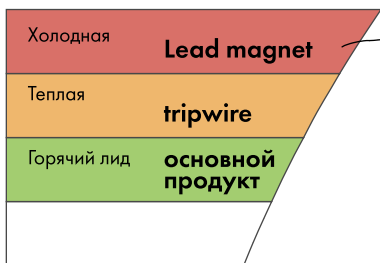 Холодная
Lead magnet
Теплая
tripwire
Горячий лид
основной
продукт